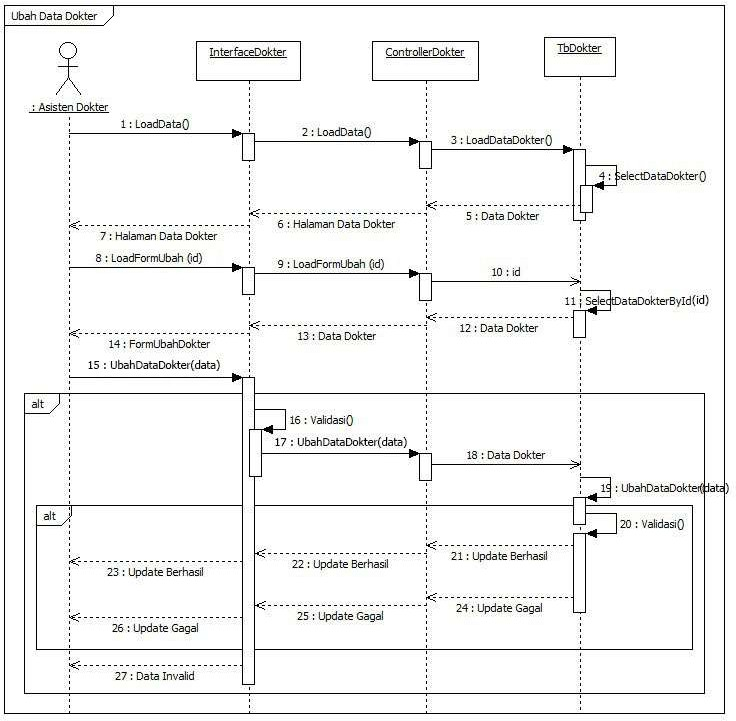 Ubah Data Dokter
InterfaceDokter
ControllerDokter
TbDokter
: Asisten Dokter
1 : LoadData()
2 : LoadData()
3 : LoadDataDokter()
4 : SelectDataDokter()
5 : Data Dokter
6 : Halaman Data Dokter
7 : Halaman Data Dokter
8 : LoadFormUbah (id)
9 : LoadFormUbah (id)
10 : id
11 : SelectDataDokterById(id)
12 : Data Dokter
13 : Data Dokter
14 : FormUbahDokter
15 : UbahDataDokter(data)
alt
16 : Validasi()
17 : UbahDataDokter(data)
18 : Data Dokter
19 : UbahDataDokter(data)
alt
20 : Validasi()
21 : Update Berhasil
22 : Update Berhasil
23 : Update Berhasil
24 : Update Gagal
25 : Update Gagal
26 : Update Gagal
27 : Data Invalid